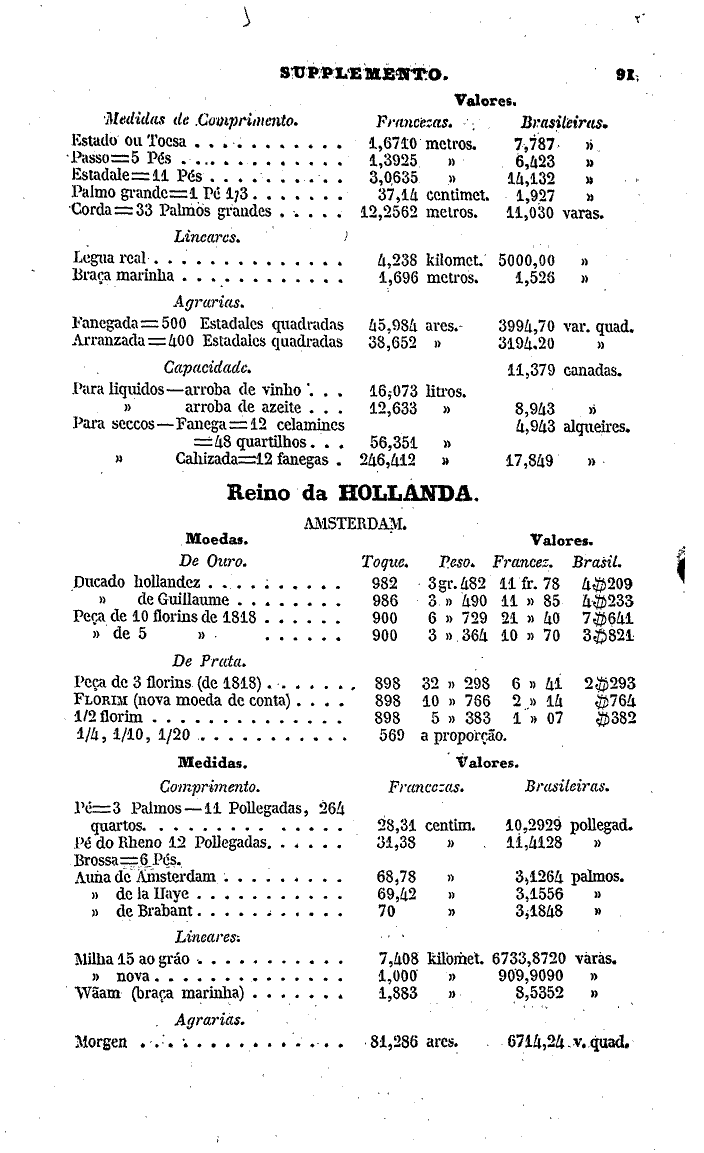 SUPPLEMENTO. 91
Valores.
Medidas de Comprimento. Francezas. Brasileiras.
Estado ou Toesa . . . . . . . . . . . 1,6710 metros. 7,787 »
Passo=5 Pés . . . . . . . . . . . . 1,3925 » 6,423 »
Estadale=11 Pés . . . . . . . . . . 3,0635 » 14,132 »
Palmo grande=1 Pé 1/3 . . . . . . . 37,14 centimet. 1,927 »
Corda=33 Palmos grandes . . . . . 12,2562 metros. 11,030 varas.
Lineares.
Legua real . . . . . . . . . . . . . . 4,238 kilomet. 5000,00 »
Braça marinha . . . . . . . . . . . . 1,696 metros. 1,526 »
Agrarias.
Fanegada=500 Estadales quadradas 45,984 ares. 3994,70 var. quad.
Arranzada=400 Estadales quadradas 38,652 » 3194.20 »
Capacidade. 11,379 canadas.
Para liquidos—arroba de vinho . . . 16,073 litros.
» arroba de azeite . . . 12,633 » 8,943 »
Para seccos—Fanega=12 celamines 4,943 alqueires.
=48 quartilhos . . . 56,351 »
» Cahizada=12 fanegas . 246,412 » 17,849 »
Reino da HOLLANDA.
AMSTERDAM.
Moedas. Valores.
De Ouro. Toque. Peso. Francez. Brasil.
Ducado hollandez . . . . . . . . . . 982 3gr. 482 11 fr. 78 4$209
» de Guillaume . . . . . . . . 986 3 » 490 11 » 85 4$233
Peça de 10 florins de 1818 . . . . . . 900 6 » 729 21 » 40 7$641
» de 5 » . . . . . . 900 3 » 364 10 » 70 3$821
De Prata.
Peça de 3 florins (de 1818) . . . . . . . 898 32 » 298 6 » 41 2$293
FLORIM (nova moeda de conta) . . . . 898 10 » 766 2 » 14 $764
1/2 florim . . . . . . . . . . . . . . 898 5 » 383 1 » 07 $382
1/4, 1/10, 1/20 . . . . . . . . . . . 569 a proporção.
Medidas. Valores.
Comprimento. Francezas. Brasileiras.
Pé=3 Palmos—11 Pollegadas, 264
quartos. . . . . . . . . . . . . . 28,31 centim. 10,2929 pollegad.
Pé do Rheno 12 Pollegadas. . . . . . 31,38 » 11,4128 »
Brossa=6 Pés.
Auna de Amsterdam . . . . . . . . . 68,78 » 3,1264 palmos.
» de la Haye . . . . . . . . . . . 69,42 » 3,1556 »
» de Brabant . . . . . . . . . . . 70 » 3,1848 »
Lineares.
Milha 15 ao gráo . . . . . . . . . . . 7,408 kilomet. 6733,8720 varas.
» nova . . . . . . . . . . . . . . 1,000 » 909,9090 »
Wãam (braça marinha) . . . . . . . 1,883 » 8,5352 »
Agrarias.
Morgen . . . . . . . . . . . . . . 81,286 ares. 6714,24 v. quad.